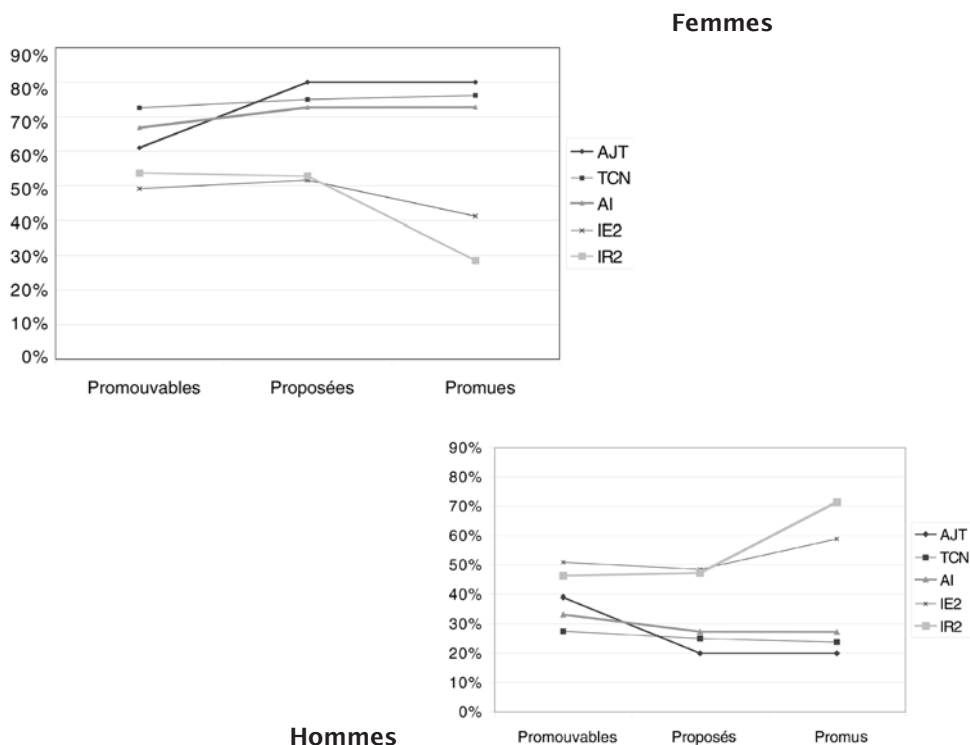 Femmes
90%
80%
70%
60%
50%
40%
30%
20%
10%
0%
Promouvables Proposées Promues
AJT
TCN
AI
IE2
IR2
90%
80%
70%
60%
50%
40%
30%
20%
10%
0%
Promouvables Proposés Promus
AJT
TCN
AI
IE2
IR2
Hommes